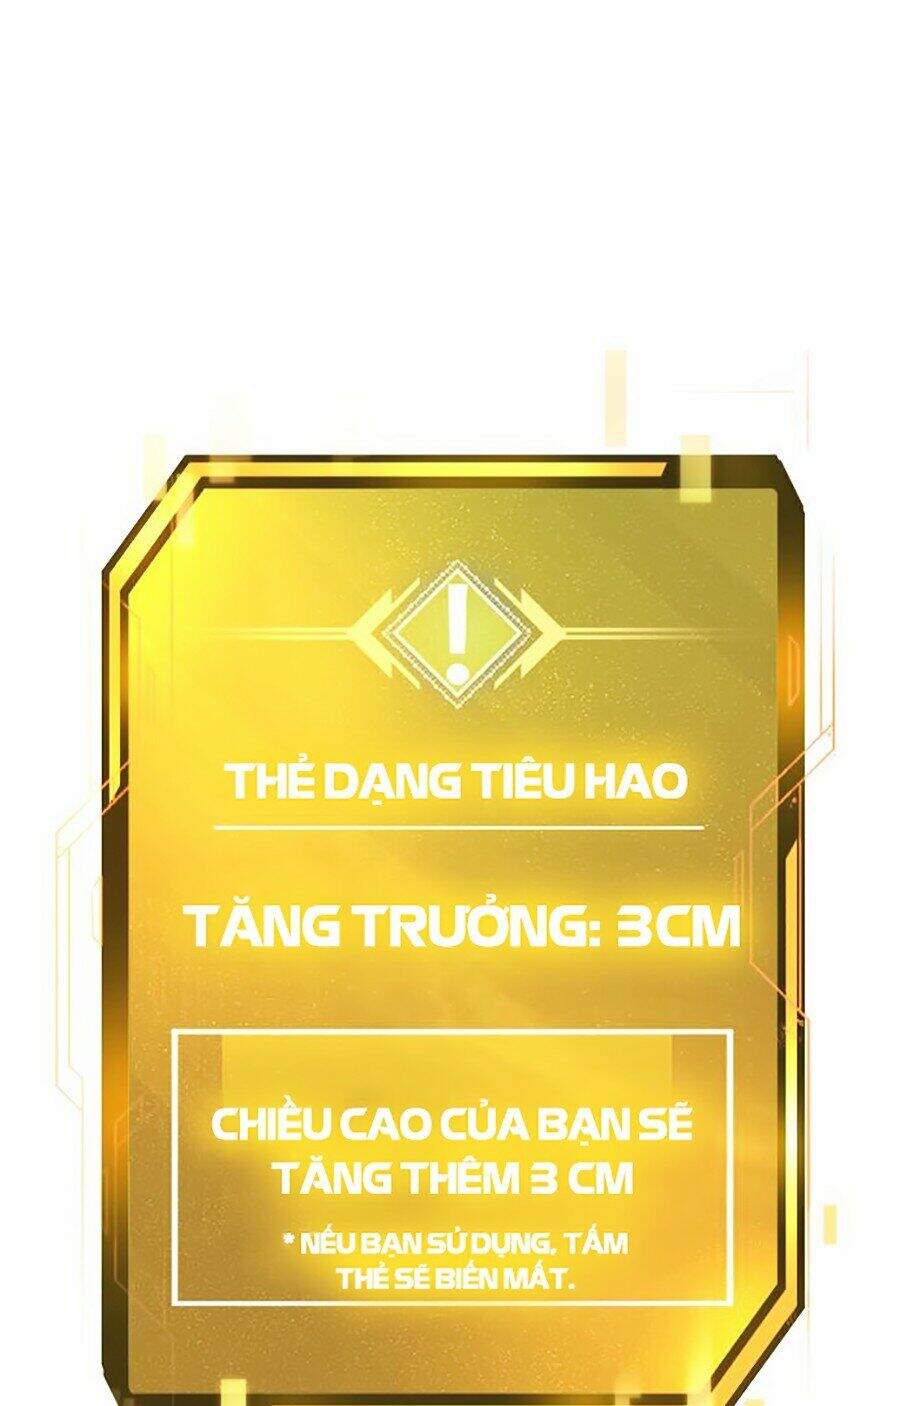 !
THẺ DẠNG TIÊU HAO
TĂNG TRƯỞNG: 3CM
CHIỀU CAO CỦA BẠN SẼ
TĂNG THÊM 3 CM
* NẾU BẠN SỬ DỤNG, TẤM
THẺ SẼ BIẾN MẤT.